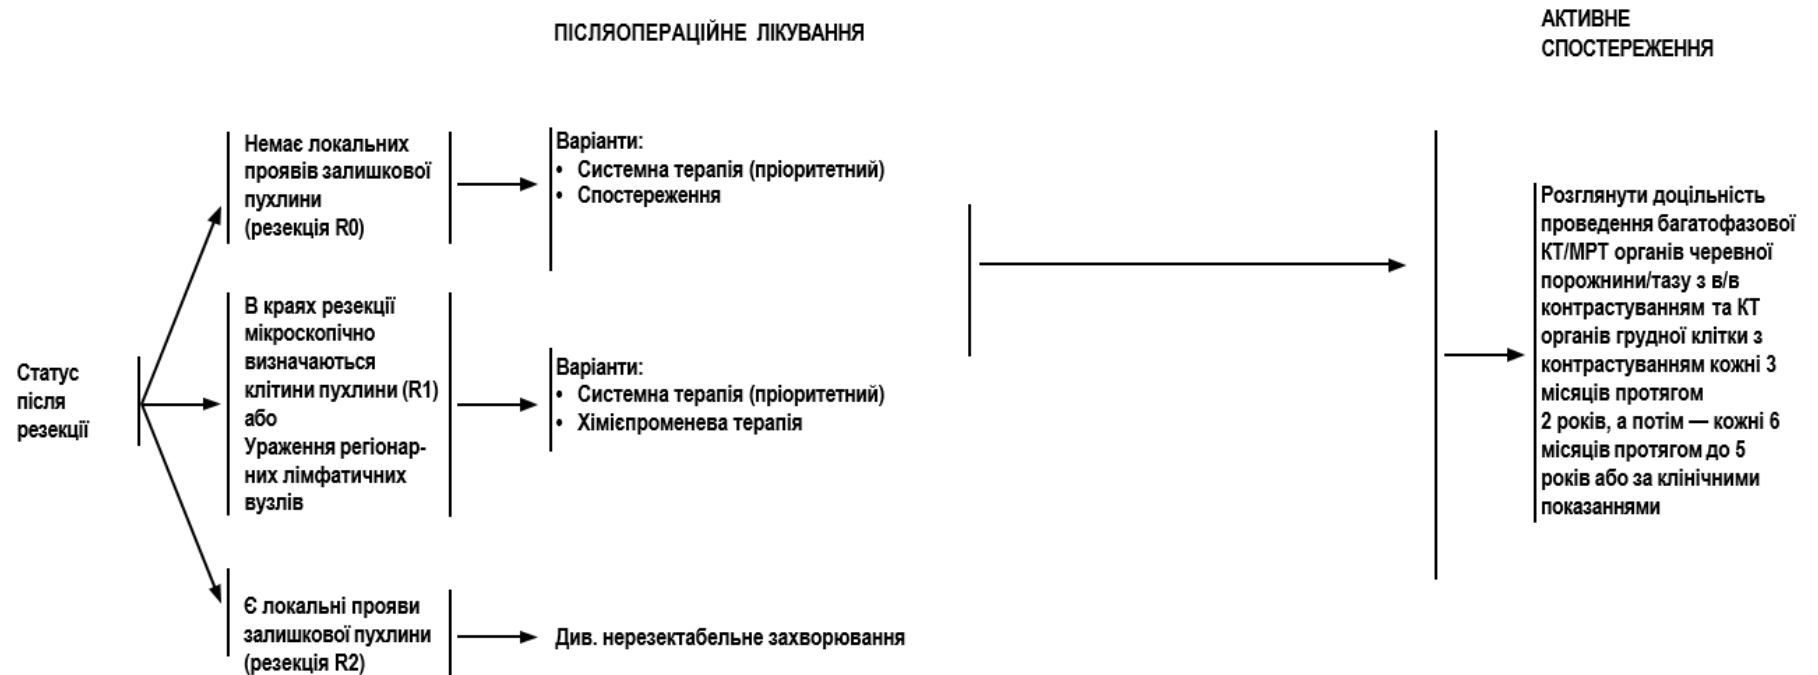 ПІСЛЯОПЕРАЦІЙНЕ ЛІКУВАННЯ
АКТИВНЕ
СПОСТЕРЕЖЕННЯ
Статус
після
резекції
Немає локальних
проявів залишкової
пухлини
(резекція R0)
Варіанти:
• Системна терапія (пріоритетний)
• Спостереження
В краях резекції
мікроскопічно
визначаються
клітини пухлини (R1)
або
Ураження регіонар-
них лімфатичних
вузлів
Варіанти:
• Системна терапія (пріоритетний)
• Хімієпроменева терапія
Є локальні прояви
залишкової пухлини
(резекція R2)
Див. нерезектабельне захворювання
Розглянути доцільність
проведення багатофазової
КТ/МРТ органів черевної
порожнини/тазу з в/в
контрастуванням та КТ
органів грудної клітки з
контрастуванням кожні 3
місяців протягом
2 років, а потім — кожні 6
місяців протягом до 5
років або за клінічними
показаннями